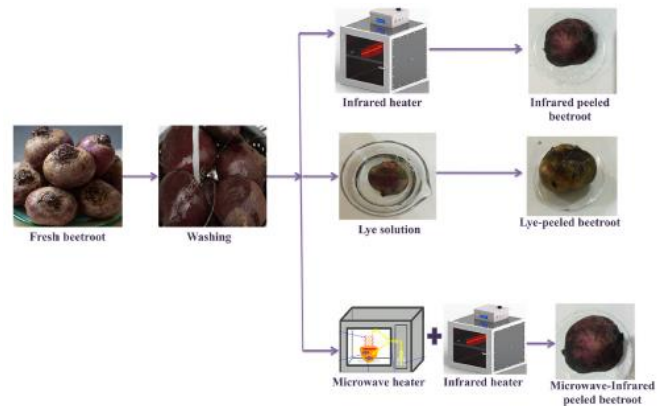 Infrared heater
Infrared peeled
beetroot
Fresh beetroot
Washing
Lye solution
Lye-peeled beetroot
Microwave heater
Infrared heater
Microwave-Infrared
peeled beetroot